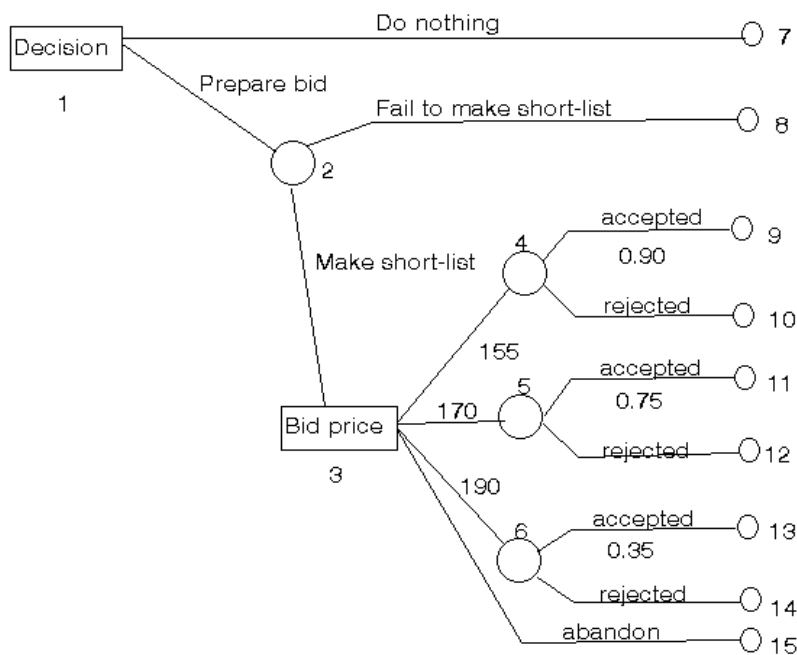 Do nothing
7
Decision
1
Prepare bid
Fail to make short-list
8
2
Make short-list
4
accepted
9
0.90
rejected
10
155
5
accepted
11
0.75
170
Bid price
3
rejected
12
190
6
accepted
13
0.35
rejected
14
abandon
15